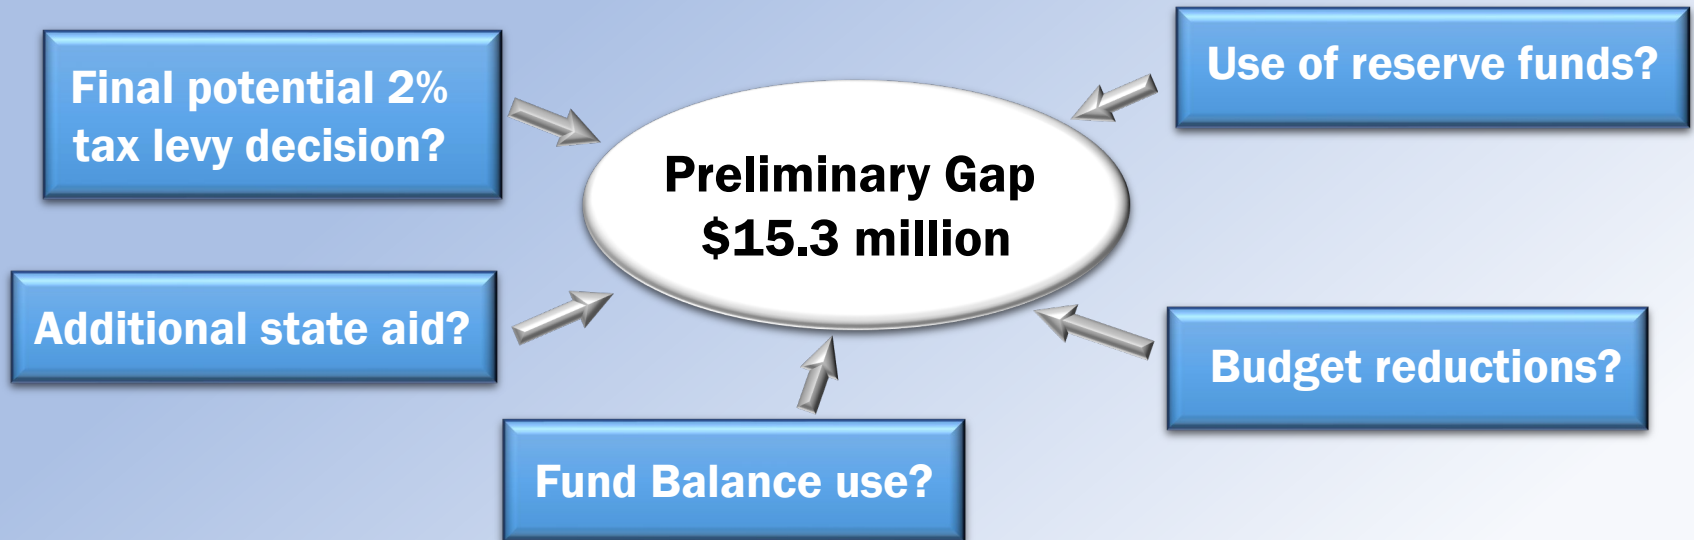 Final potential 2%
tax levy decision?
Use of reserve funds?
Preliminary Gap
$15.3 million
Additional state aid?
Budget reductions?
Fund Balance use?